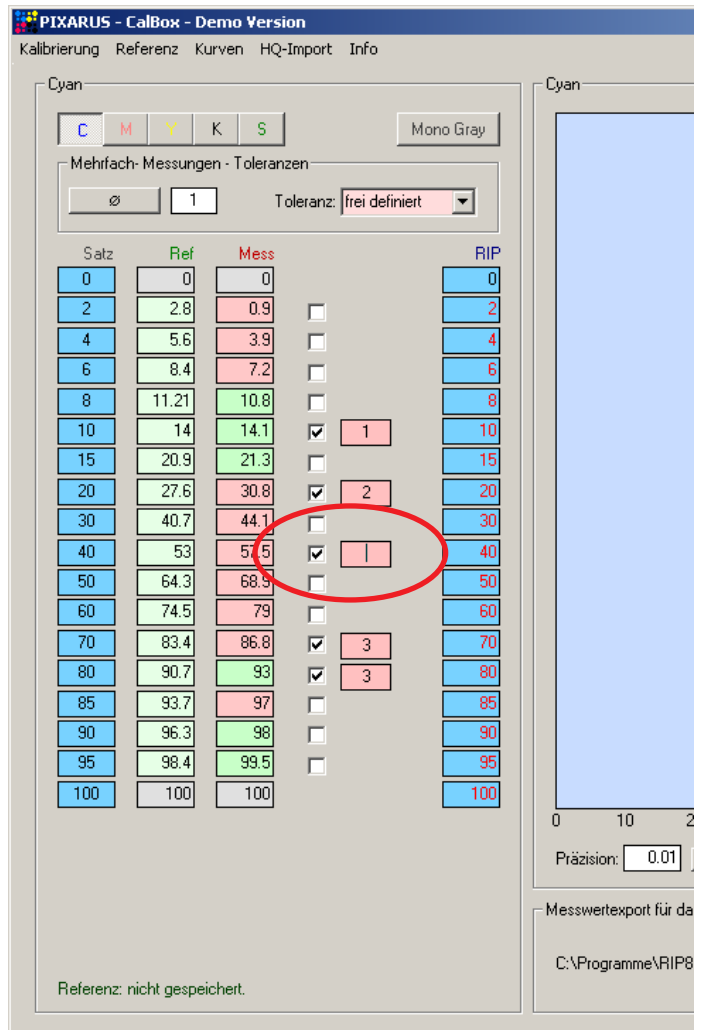 PIXARUS - CalBox - Demo Version
Kalibrierung Referenz Kurven HQ-Import Info
Cyan
C M Y K S Mono Gray
Mehrfach- Messungen - Toleranzen
Ø 1 Toleranz: frei definiert
Satz Ref Mess RIP
0 0 0 0
2 2.8 0.9 2
4 5.6 3.9 4
6 8.4 7.2 6
8 11.21 10.8 8
10 14 14.1 1 10
15 20.9 21.3 15
20 27.6 30.8 2 20
30 40.7 44.1 30
40 53 57.5 40
50 64.3 68.9 50
60 74.5 79 60
70 83.4 86.8 3 70
80 90.7 93 3 80
85 93.7 97 85
90 96.3 98 90
95 98.4 99.5 95
100 100 100 100
Referenz: nicht gespeichert.
Cyan
0 10 2
Präzision: 0.01
Messwertexport für da
C:\Programme\RIP8